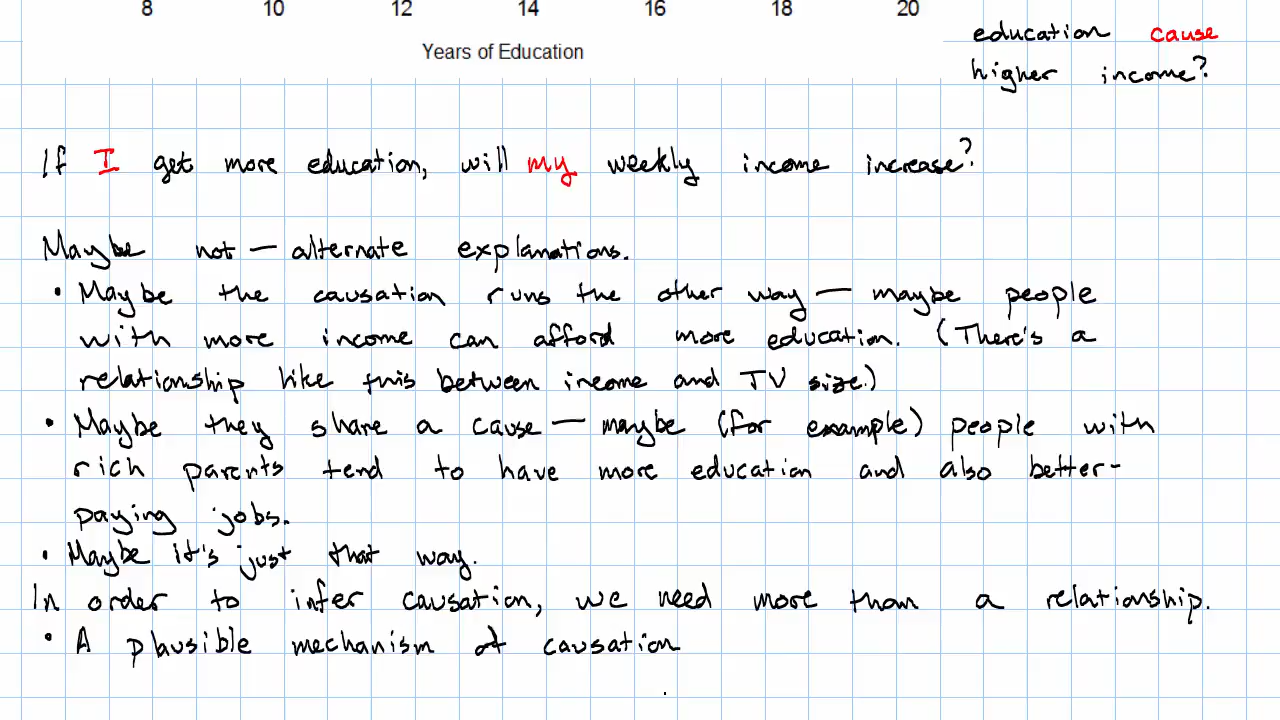 8 10 12 14 16 18 20
Years of Education
education cause
higher income?
If I get more education, will my weekly income increase?
Maybe not — alternate explanations.
• Maybe the causation runs the other way — maybe people
with more income can afford more education. (There's a
relationship like this between income and TV size.)
• Maybe they share a cause — maybe (for example) people with
rich parents tend to have more education and also better-
paying jobs.
• Maybe it's just that way.
In order to infer causation, we need more than a relationship.
• A plausible mechanism of causation